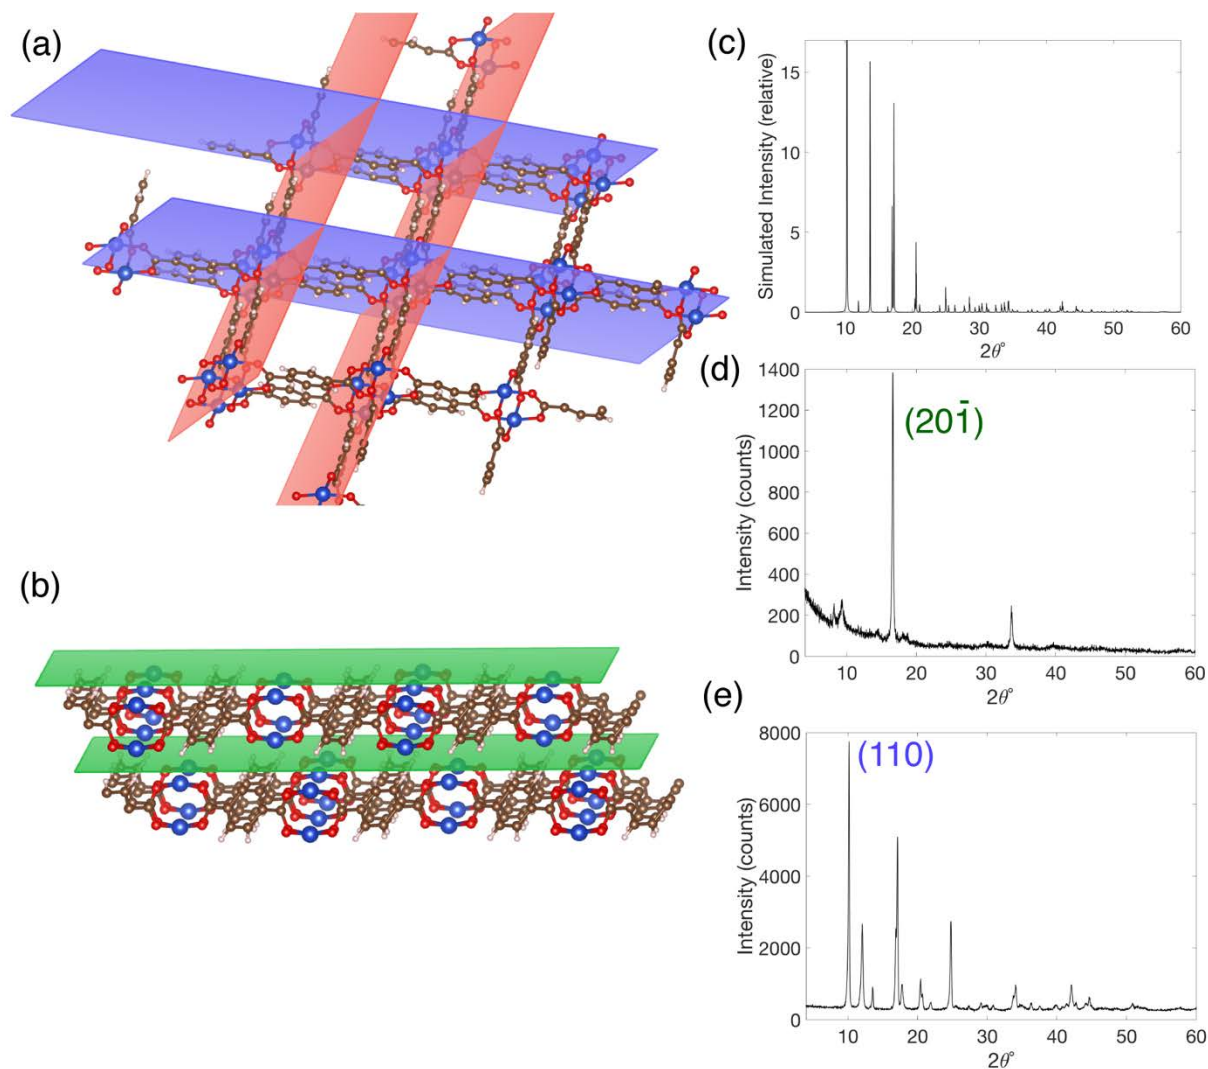 (a)
(b)
(c)
Simulated Intensity (relative)
15
10
5
0
10 20 30 40 50 60
2θ°
(d)
Intensity (counts)
1400
1200
1000
800
600
400
200
0
(201̄)
10 20 30 40 50 60
2θ°
(e)
Intensity (counts)
8000
6000
4000
2000
0
(110)
10 20 30 40 50 60
2θ°